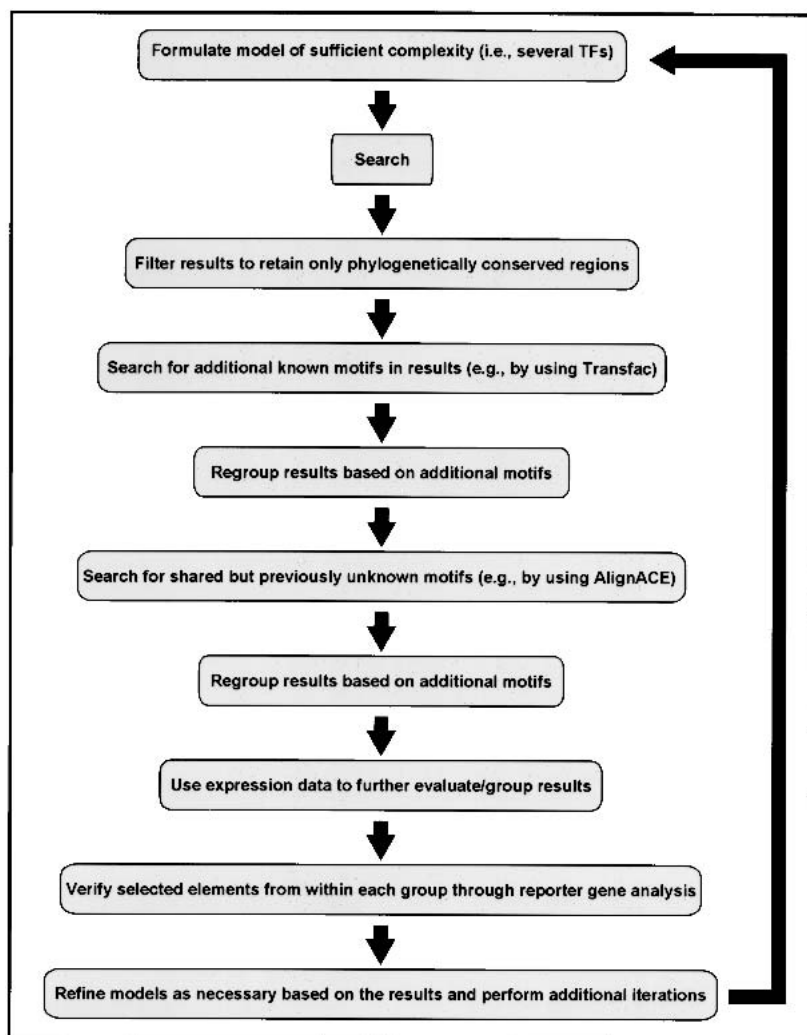 Formulate model of sufficient complexity (i.e., several TFs)
Search
Filter results to retain only phylogenetically conserved regions
Search for additional known motifs in results (e.g., by using Transfac)
Regroup results based on additional motifs
Search for shared but previously unknown motifs (e.g., by using AlignACE)
Regroup results based on additional motifs
Use expression data to further evaluate/group results
Verify selected elements from within each group through reporter gene analysis
Refine models as necessary based on the results and perform additional iterations